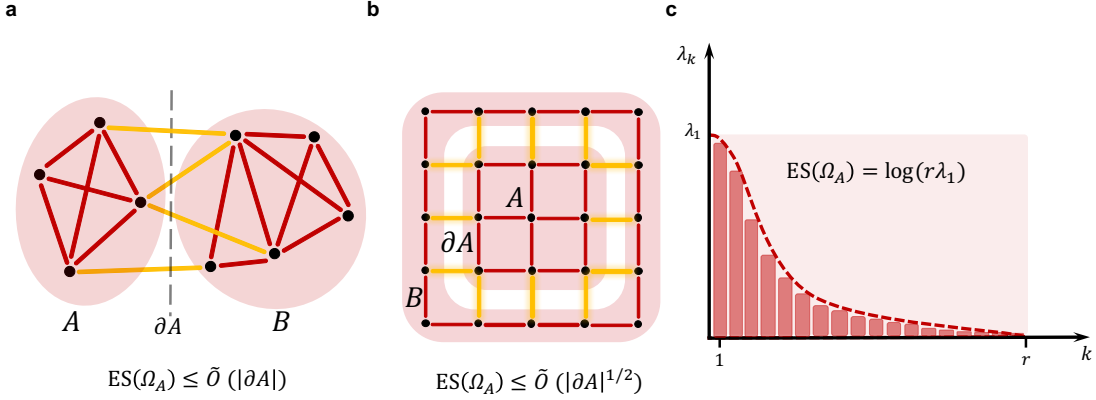 a
A
∂A
B
ES(Ω_A) ≤ Õ (|∂A|)
b
A
∂A
B
ES(Ω_A) ≤ Õ (|∂A|^{1/2})
c
λ_k
λ_1
ES(Ω_A) = log(rλ_1)
1
r
k